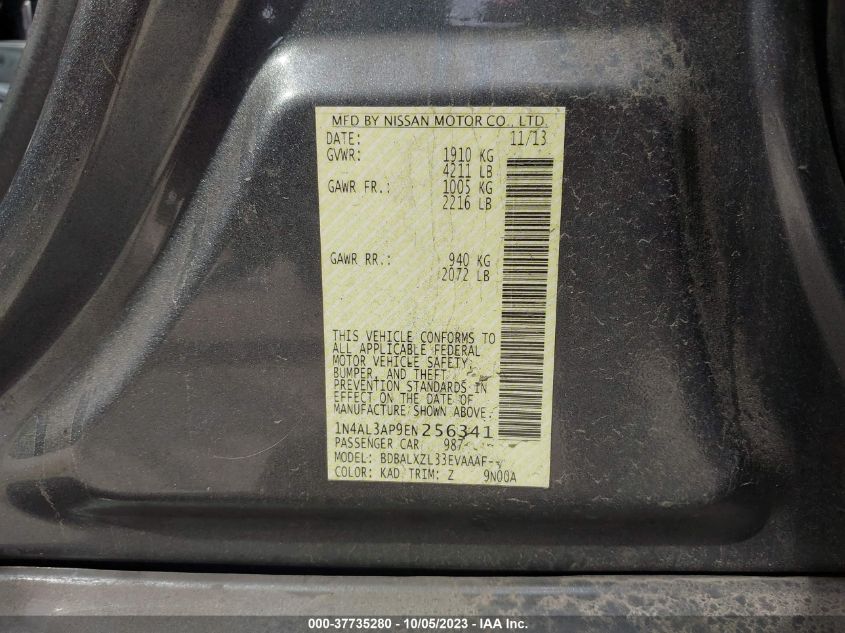 MFD BY NISSAN MOTOR CO., LTD.
DATE: 11/13
GVWR: 1910 KG
4211 LB
GAWR FR.: 1005 KG
2216 LB
GAWR RR.: 940 KG
2072 LB
THIS VEHICLE CONFORMS TO
ALL APPLICABLE FEDERAL
MOTOR VEHICLE SAFETY,
BUMPER, AND THEFT
PREVENTION STANDARDS IN
EFFECT ON THE DATE OF
MANUFACTURE SHOWN ABOVE.
1N4AL3AP9EN256341
PASSENGER CAR 987
MODEL: BDBALXZL33EVAAAF--
COLOR: KAD TRIM: Z 9N00A
000-37735280 - 10/05/2023 - IAA Inc.